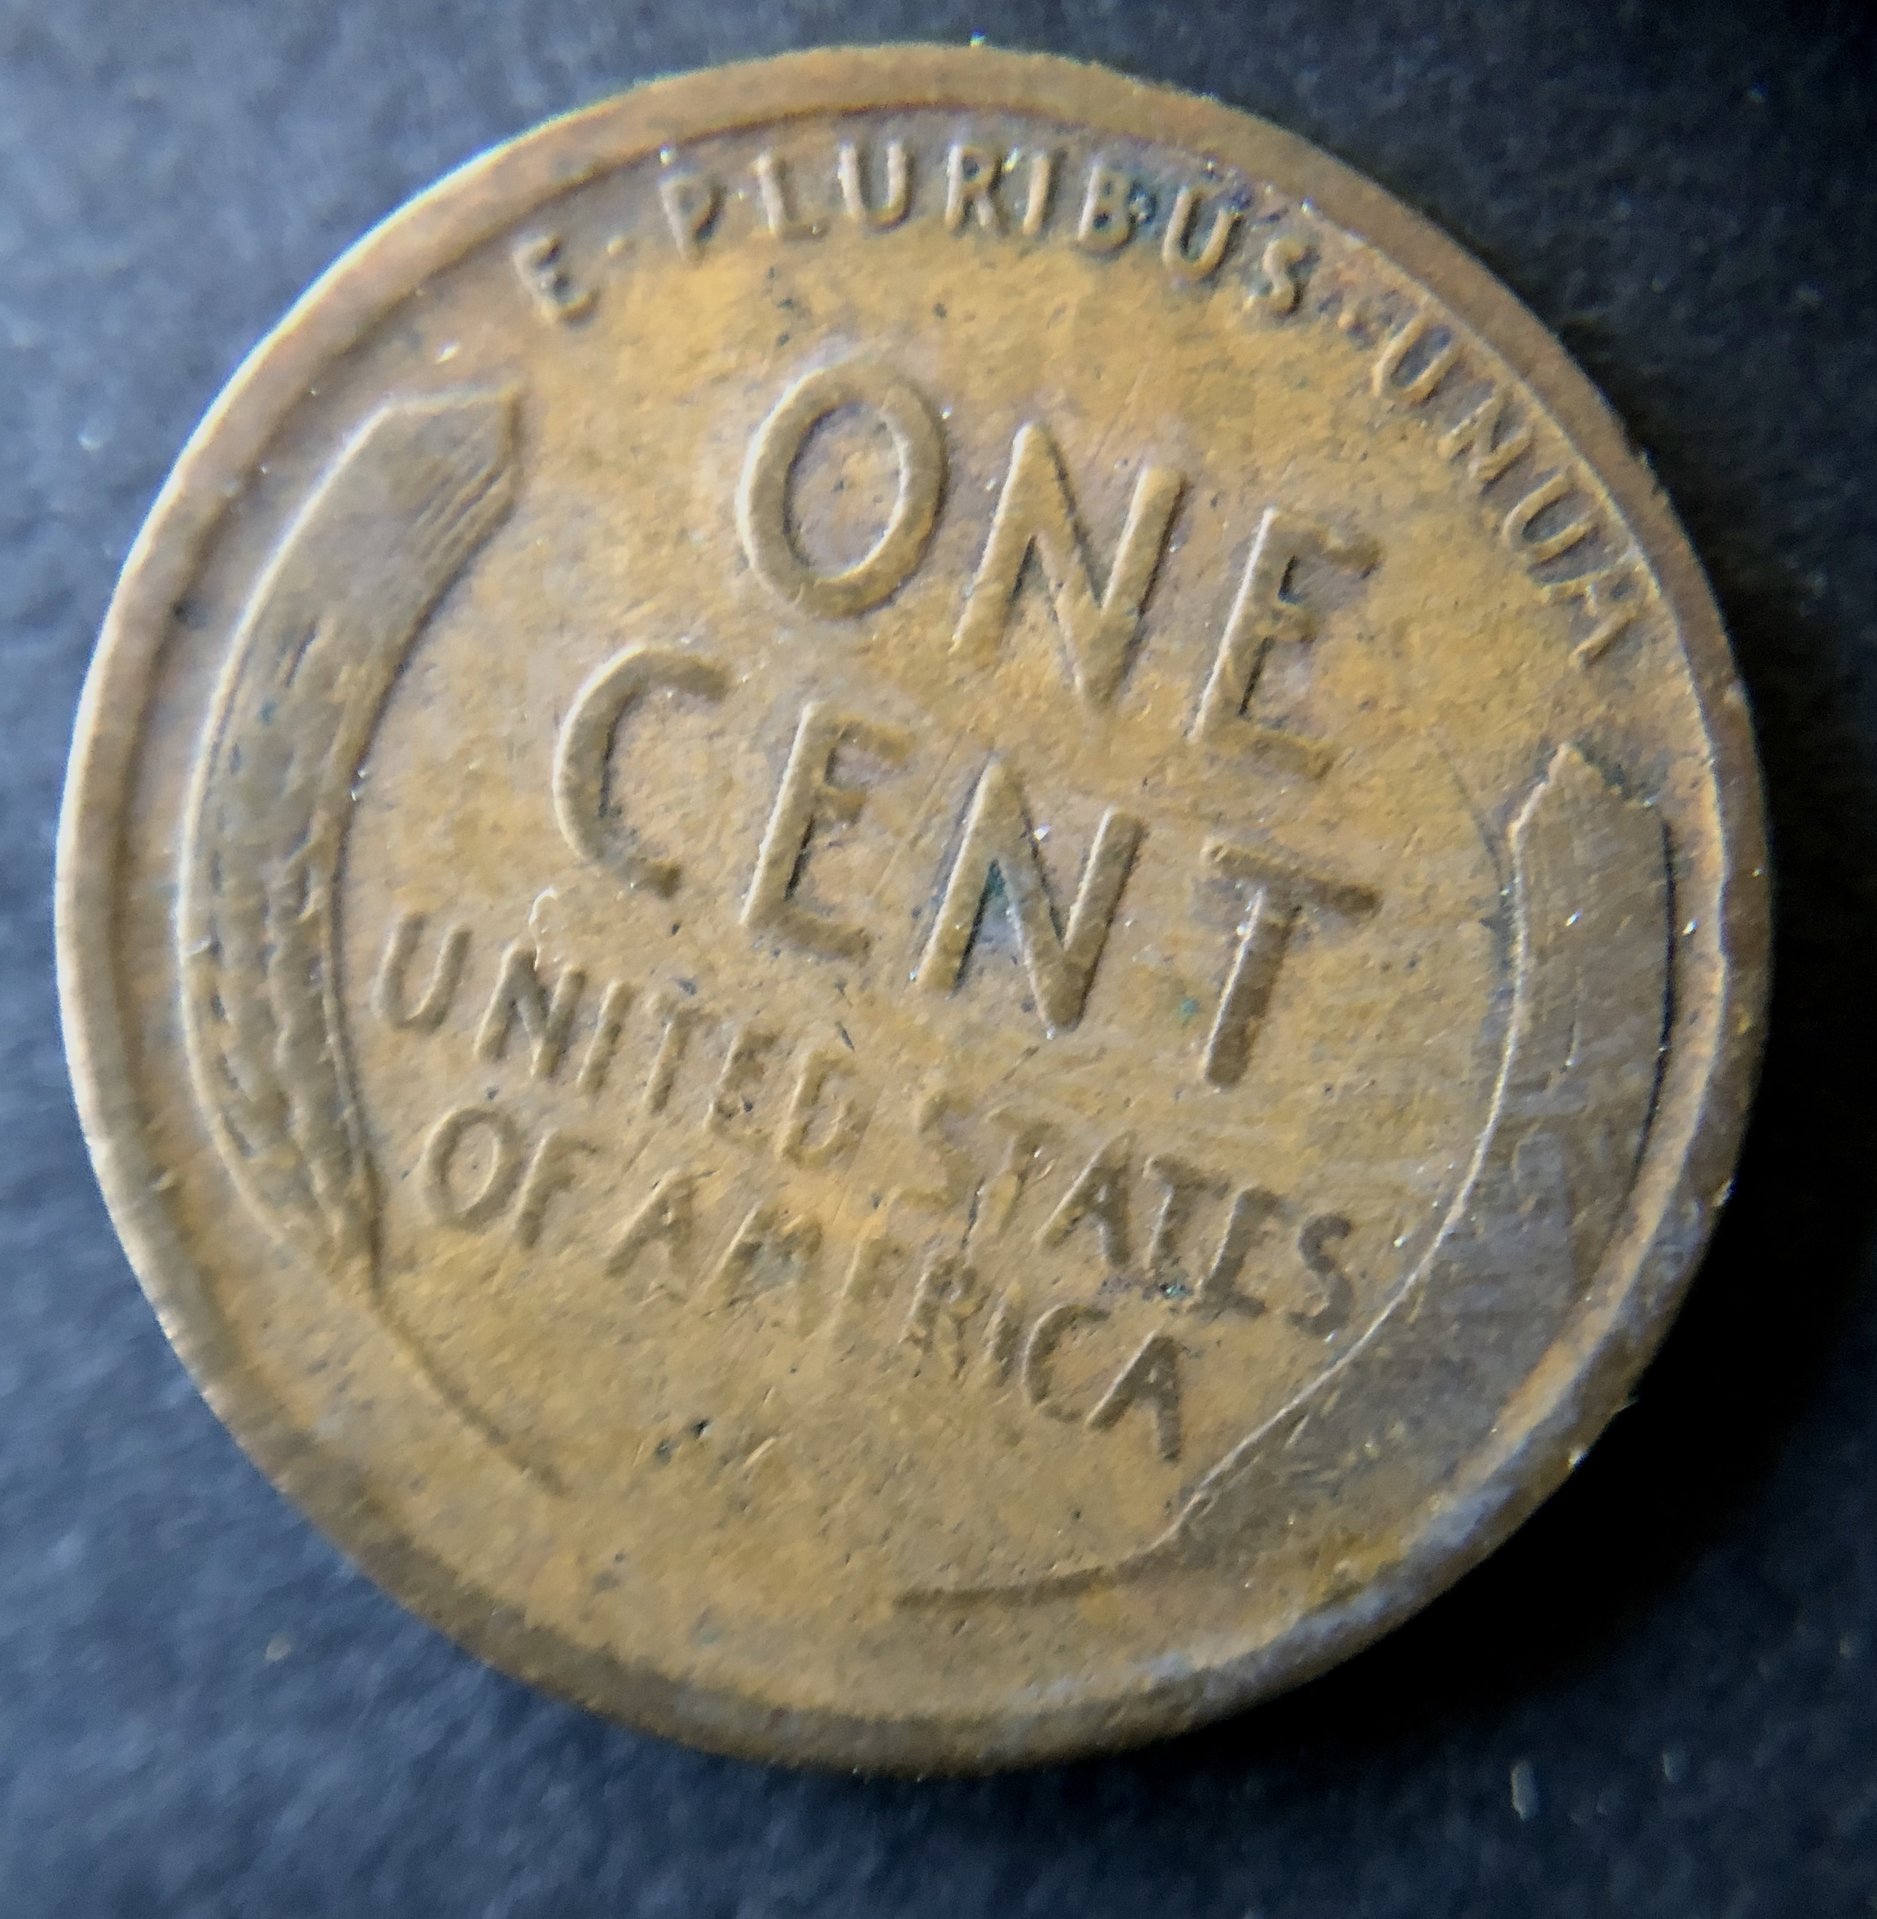 E · PLURIBUS · UNUM
ONE
CENT
UNITED STATES
OF AMERICA